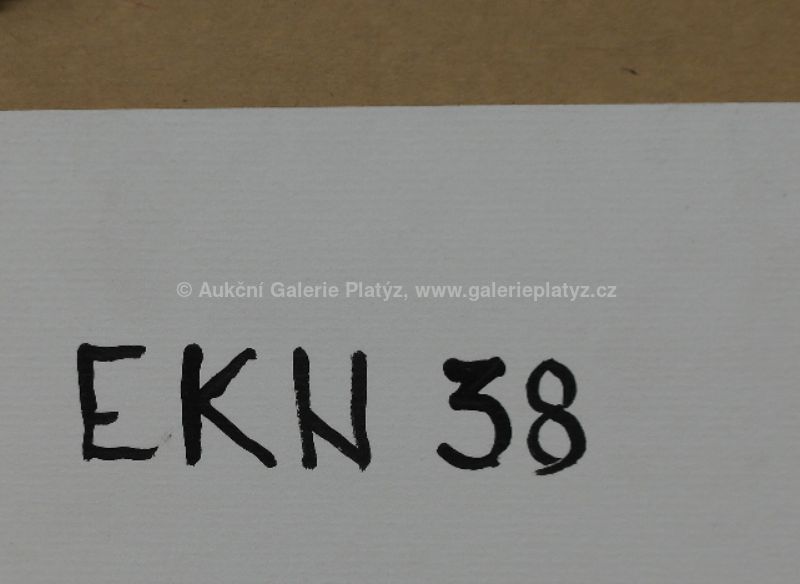 © Aukční Galerie Platýz, www.galerieplatyz.cz
EKN 38